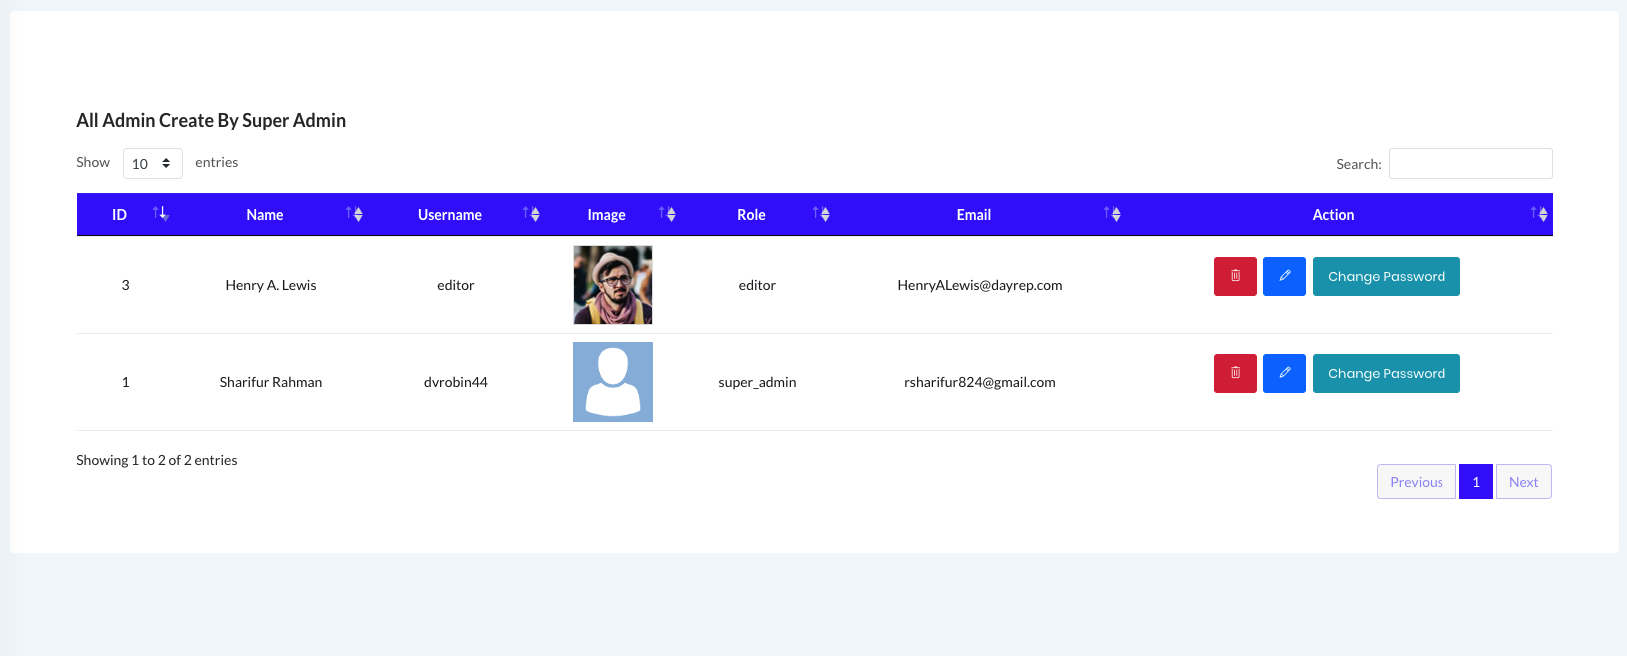 All Admin Create By Super Admin
Show 10 entries Search:
ID Name Username Image Role Email Action
3 Henry A. Lewis editor editor HenryALewis@dayrep.com Change Password
1 Sharifur Rahman dvrobin44 super_admin rsharifur824@gmail.com Change Password
Showing 1 to 2 of 2 entries
Previous 1 Next